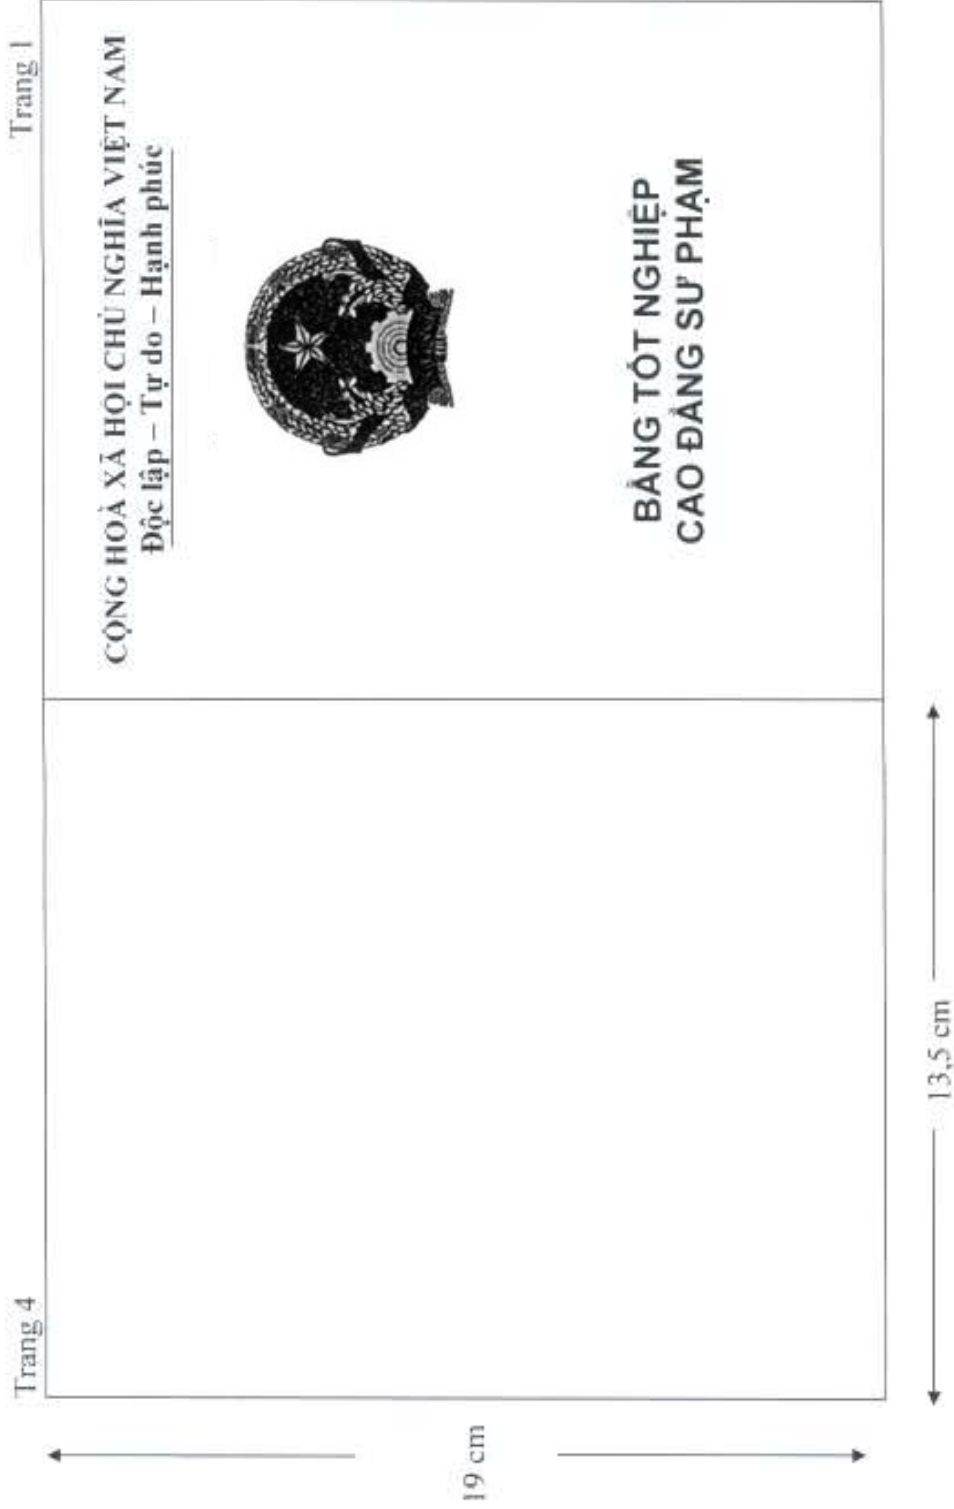 Trang 4
Trang 1
CỘNG HOÀ XÃ HỘI CHỦ NGHĨA VIỆT NAM
Độc lập – Tự do – Hạnh phúc
BẰNG TỐT NGHIỆP
CAO ĐẲNG SƯ PHẠM
19 cm
13,5 cm